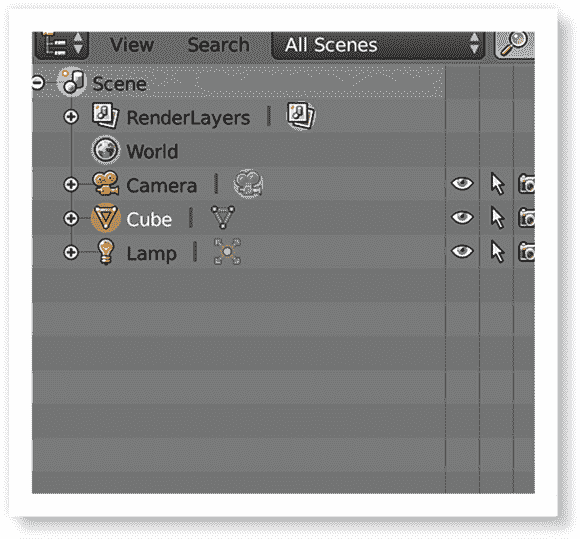 View Search All Scenes
Scene
RenderLayers |
World
Camera |
Cube |
Lamp |